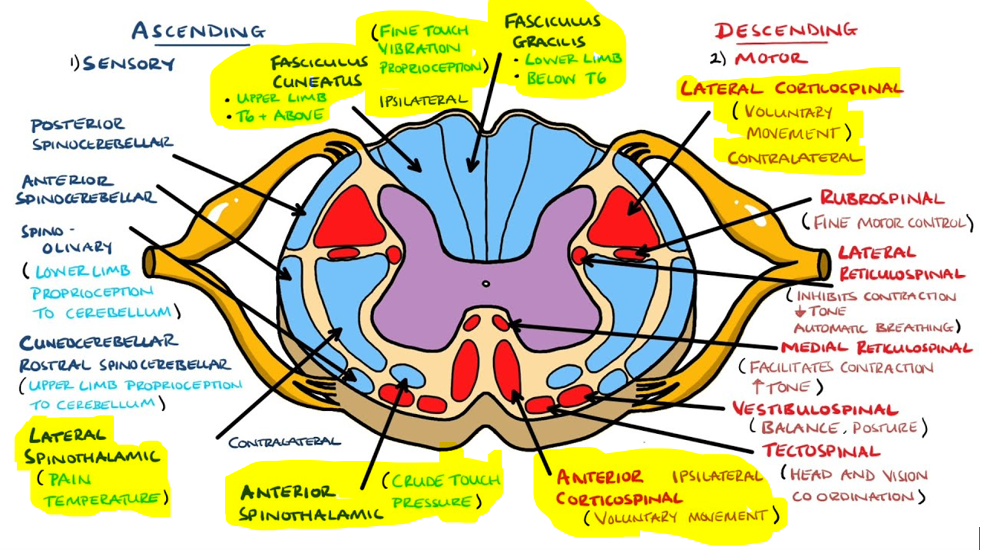 ASCENDING
1) SENSORY
FASCICULUS
CUNEATUS
• UPPER LIMB
• T6 + ABOVE
(FINE TOUCH
VIBRATION
PROPRIOCEPTION)
IPSILATERAL
FASCICULUS
GRACILIS
• LOWER LIMB
• BELOW T6
DESCENDING
2) MOTOR
LATERAL CORTICOSPINAL
(VOLUNTARY
MOVEMENT)
CONTRALATERAL
POSTERIOR
SPINOCEREBELLAR
ANTERIOR
SPINOCEREBELLAR
SPINO-
OLIVARY
(LOWER LIMB
PROPRIOCEPTION
TO CEREBELLUM)
CUNEOCEREBELLAR
ROSTRAL SPINOCEREBELLAR
(UPPER LIMB PROPRIOCEPTION
TO CEREBELLUM)
LATERAL
SPINOTHALAMIC
(PAIN
TEMPERATURE)
CONTRALATERAL
ANTERIOR
SPINOTHALAMIC
(CRUDE TOUCH
PRESSURE)
RUBROSPINAL
(FINE MOTOR CONTROL)
LATERAL
RETICULOSPINAL
(INHIBITS CONTRACTION
↓ TONE
AUTOMATIC BREATHING)
MEDIAL RETICULOSPINAL
(FACILITATES CONTRACTION
↑ TONE)
VESTIBULOSPINAL
(BALANCE, POSTURE)
TECTOSPINAL
(HEAD AND VISION
CO ORDINATION)
ANTERIOR IPSILATERAL
CORTICOSPINAL
(VOLUNTARY MOVEMENT)